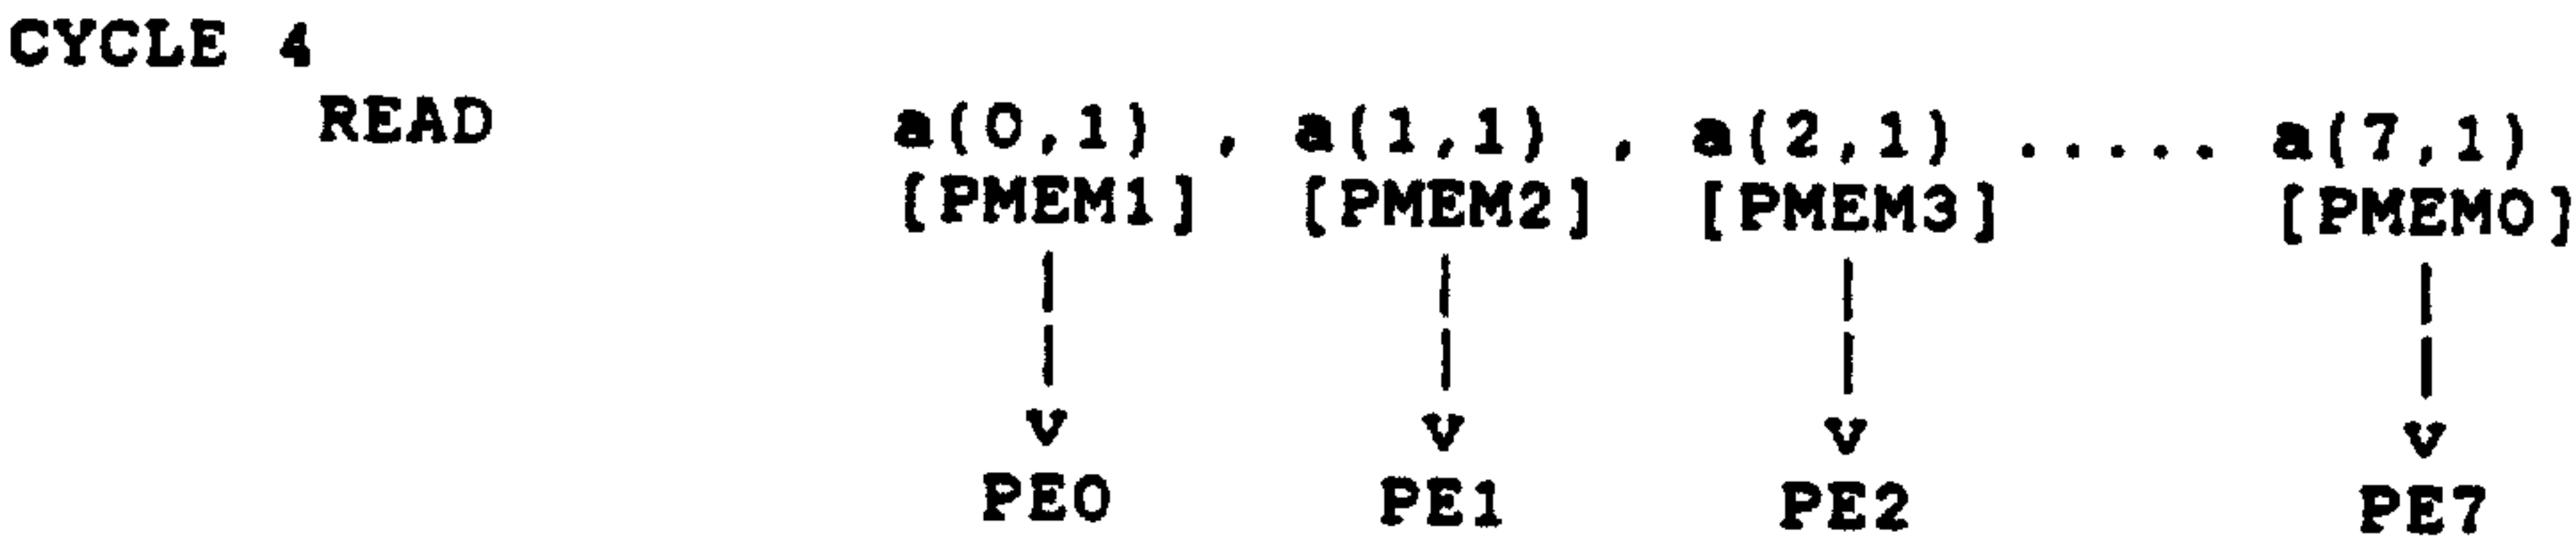 CYCLE 4
READ a(0,1) , a(1,1) , a(2,1) ..... a(7,1)
[PMEM1] [PMEM2] [PMEM3] [PMEM0]
| | | |
| | | |
v v v v
PE0 PE1 PE2 PE7